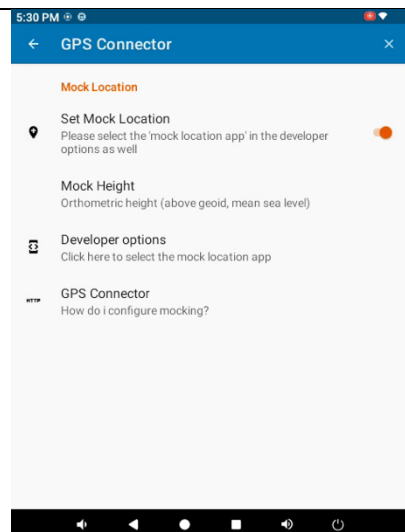 5:30 PM
GPS Connector
Mock Location
Set Mock Location
Please select the 'mock location app' in the developer
options as well
Mock Height
Orthometric height (above geoid, mean sea level)
Developer options
Click here to select the mock location app
HTTP
GPS Connector
How do i configure mocking?